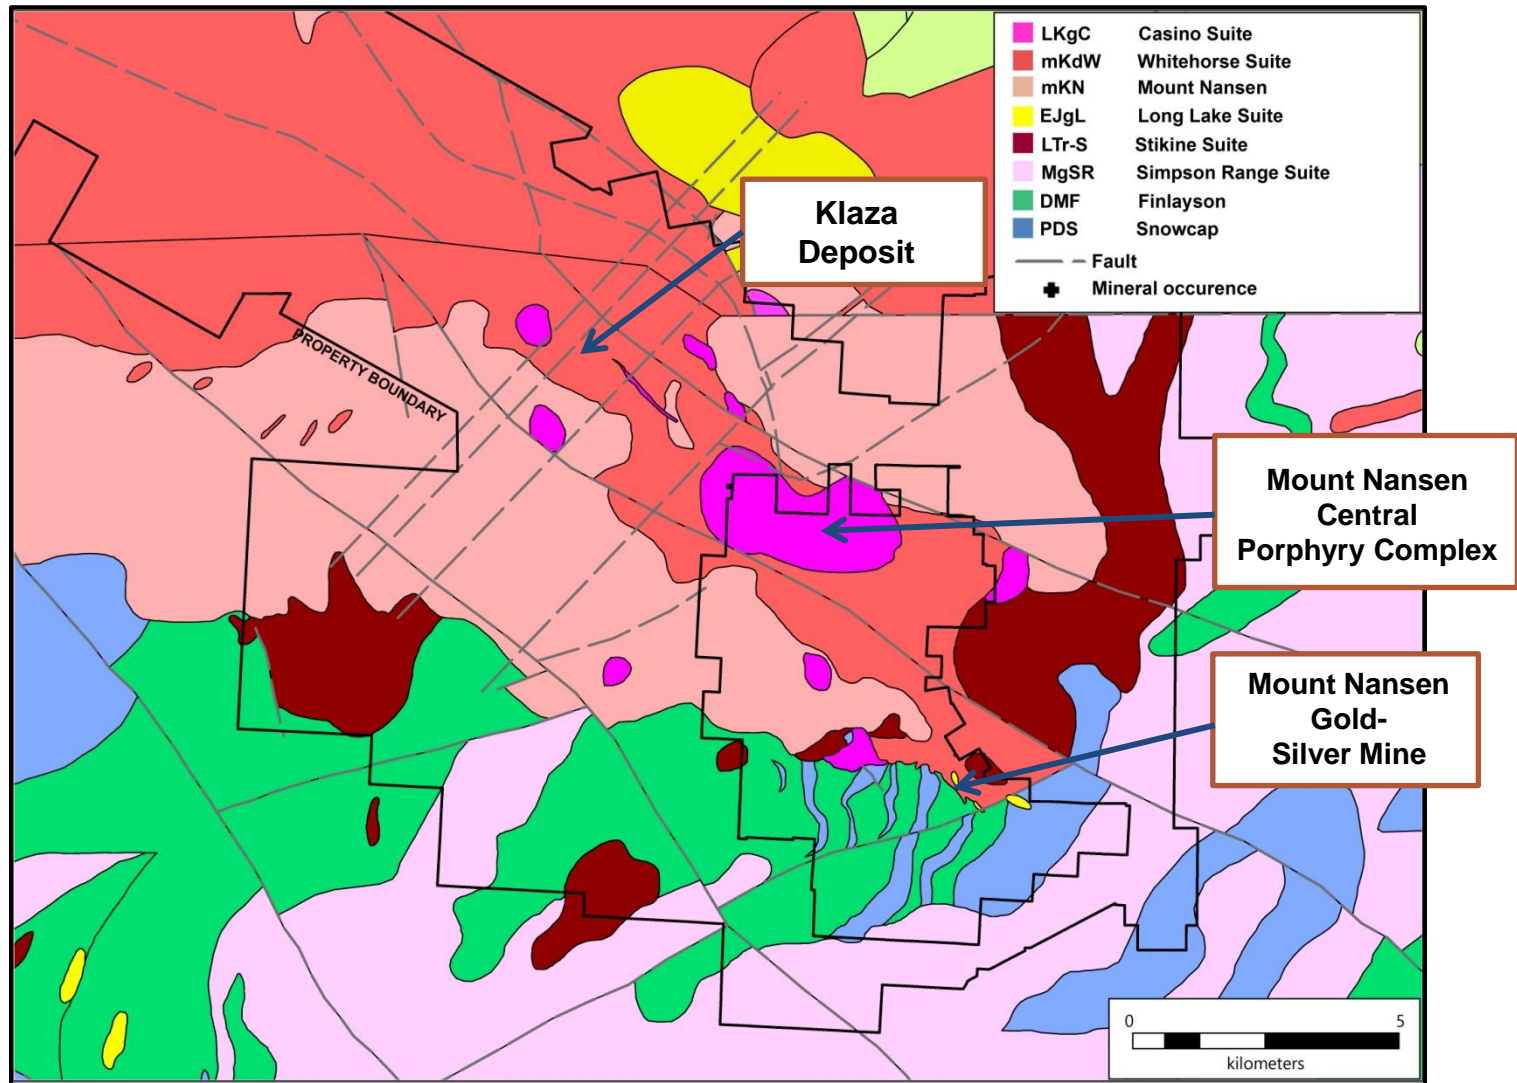 LKgC Casino Suite
mKdW Whitehorse Suite
mKN Mount Nansen
EJgL Long Lake Suite
LTr-S Stikine Suite
MgSR Simpson Range Suite
DMF Finlayson
PDS Snowcap
Fault
Mineral occurence
Klaza
Deposit
PROPERTY BOUNDARY
Mount Nansen
Central
Porphyry Complex
Mount Nansen
Gold-
Silver Mine
0 5
kilometers